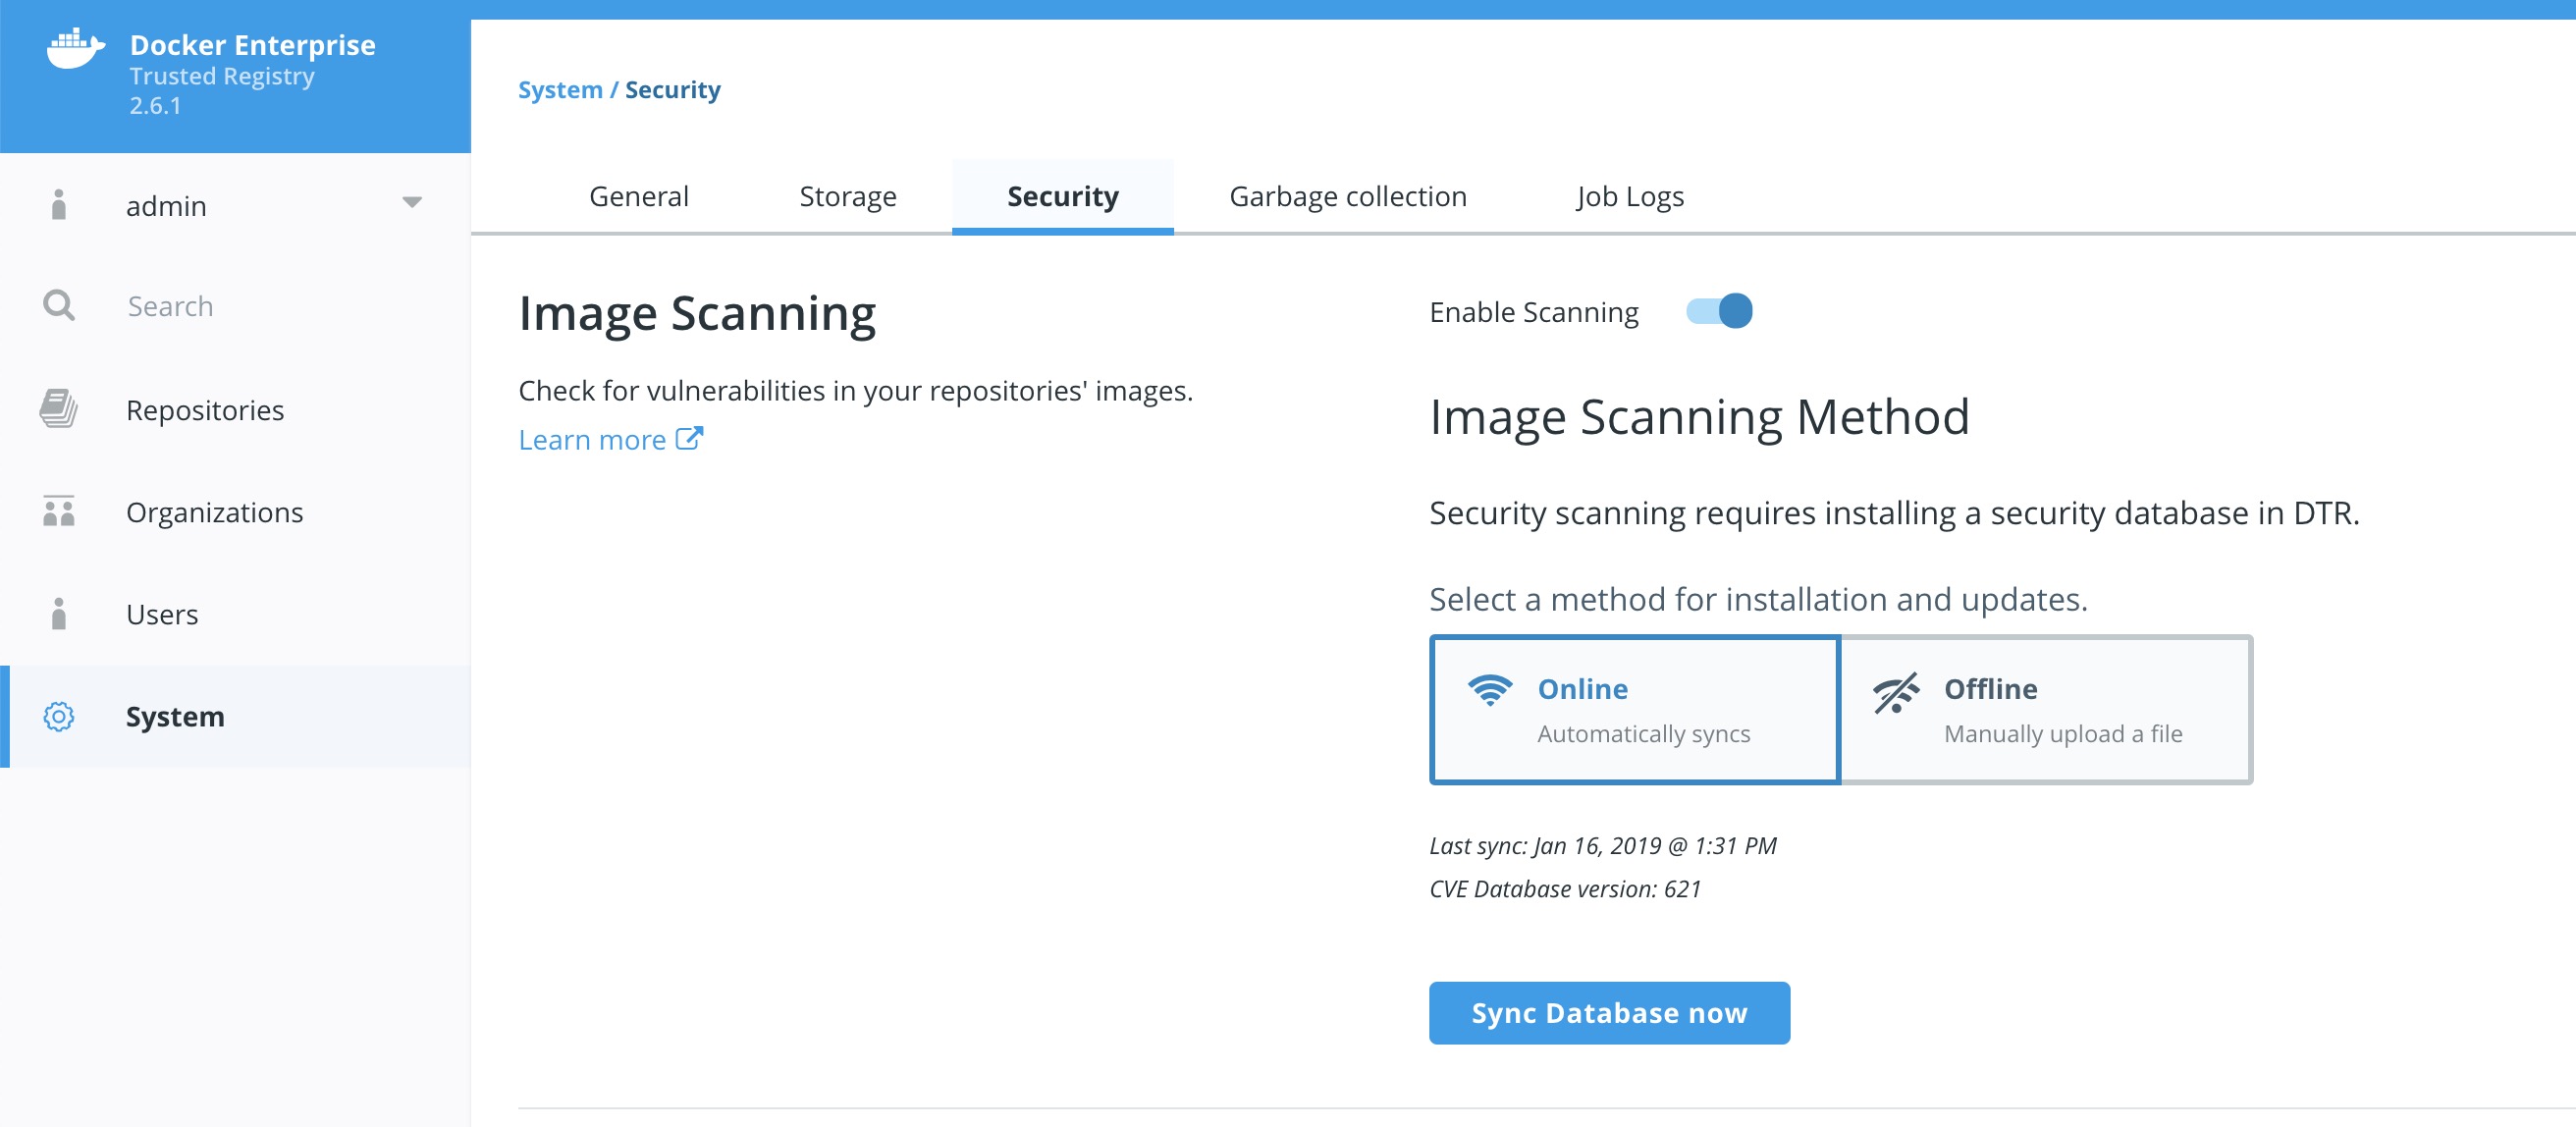 Docker Enterprise
Trusted Registry
2.6.1
admin
Search
Repositories
Organizations
Users
System
System / Security
General Storage Security Garbage collection Job Logs
Image Scanning
Check for vulnerabilities in your repositories' images.
Learn more
Enable Scanning
Image Scanning Method
Security scanning requires installing a security database in DTR.
Select a method for installation and updates.
Online
Automatically syncs
Offline
Manually upload a file
Last sync: Jan 16, 2019 @ 1:31 PM
CVE Database version: 621
Sync Database now